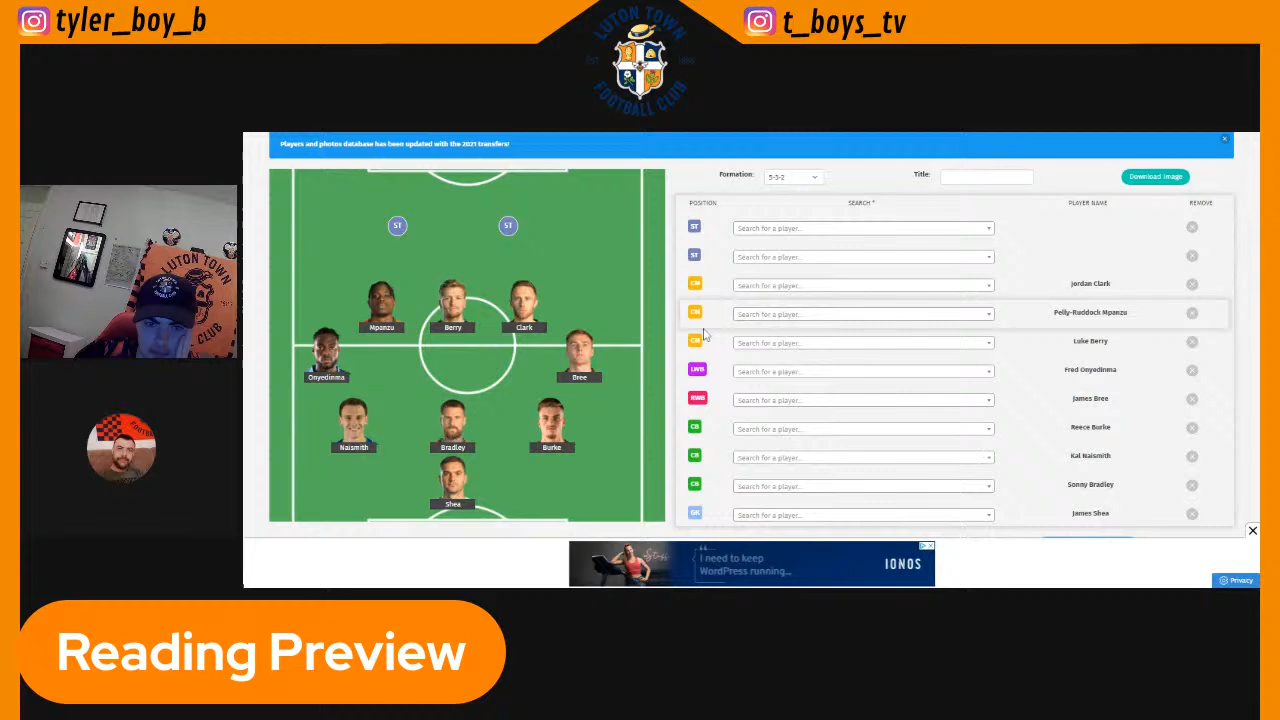 tyler_boy_b
t_boys_tv
LUTON TOWN
EST
FOOTBALL CLUB
Players and photos database has been updated with the 2021 transfers!
Formation:
5-3-2
Title:
Download Image
POSITION
SEARCH *
PLAYER NAME
REMOVE
ST
Search for a player...
ST
Search for a player...
CM
Search for a player...
Jordan Clark
CM
Search for a player...
Pelly-Ruddock Mpanzu
CM
Search for a player...
Luke Berry
LWB
Search for a player...
Fred Onyedinma
RWB
Search for a player...
James Bree
CB
Search for a player...
Reece Burke
CB
Search for a player...
Kal Naismith
CB
Search for a player...
Sonny Bradley
GK
Search for a player...
James Shea
ST
ST
Mpanzu
Berry
Clark
Onyedinma
Bree
Naismith
Bradley
Burke
Shea
LUTON TOWN
CLUB
I need to keep
WordPress running...
IONOS
Privacy
Reading Preview